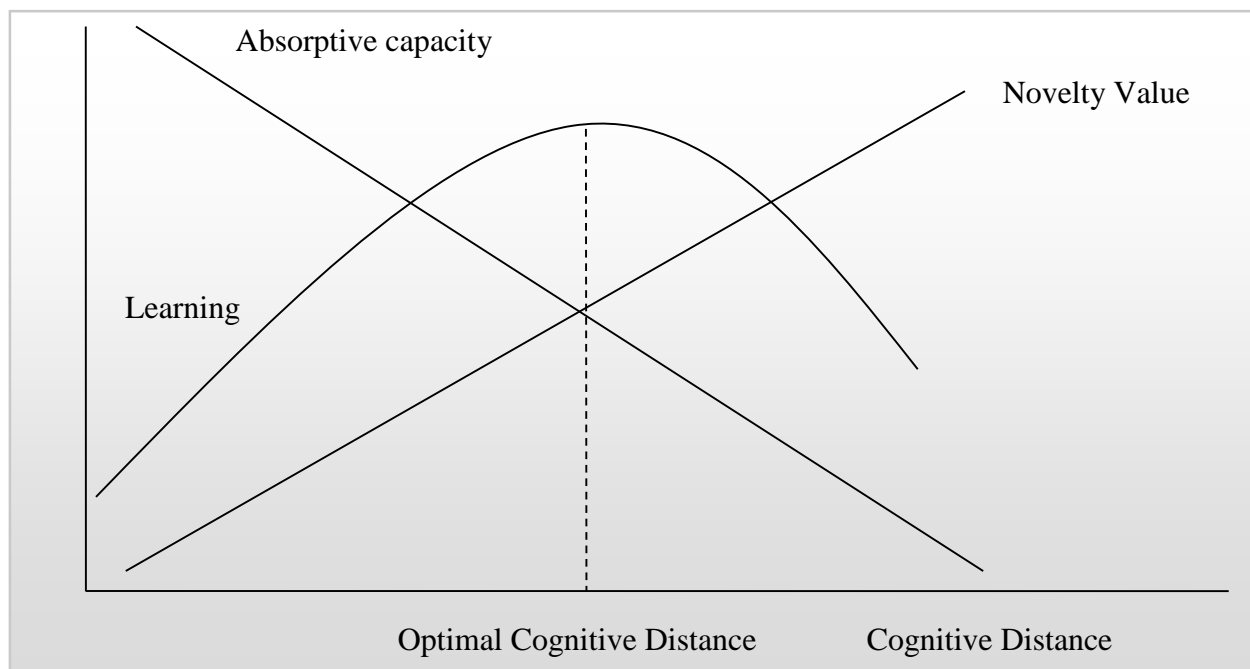 Absorptive capacity
Novelty Value
Learning
Optimal Cognitive Distance
Cognitive Distance